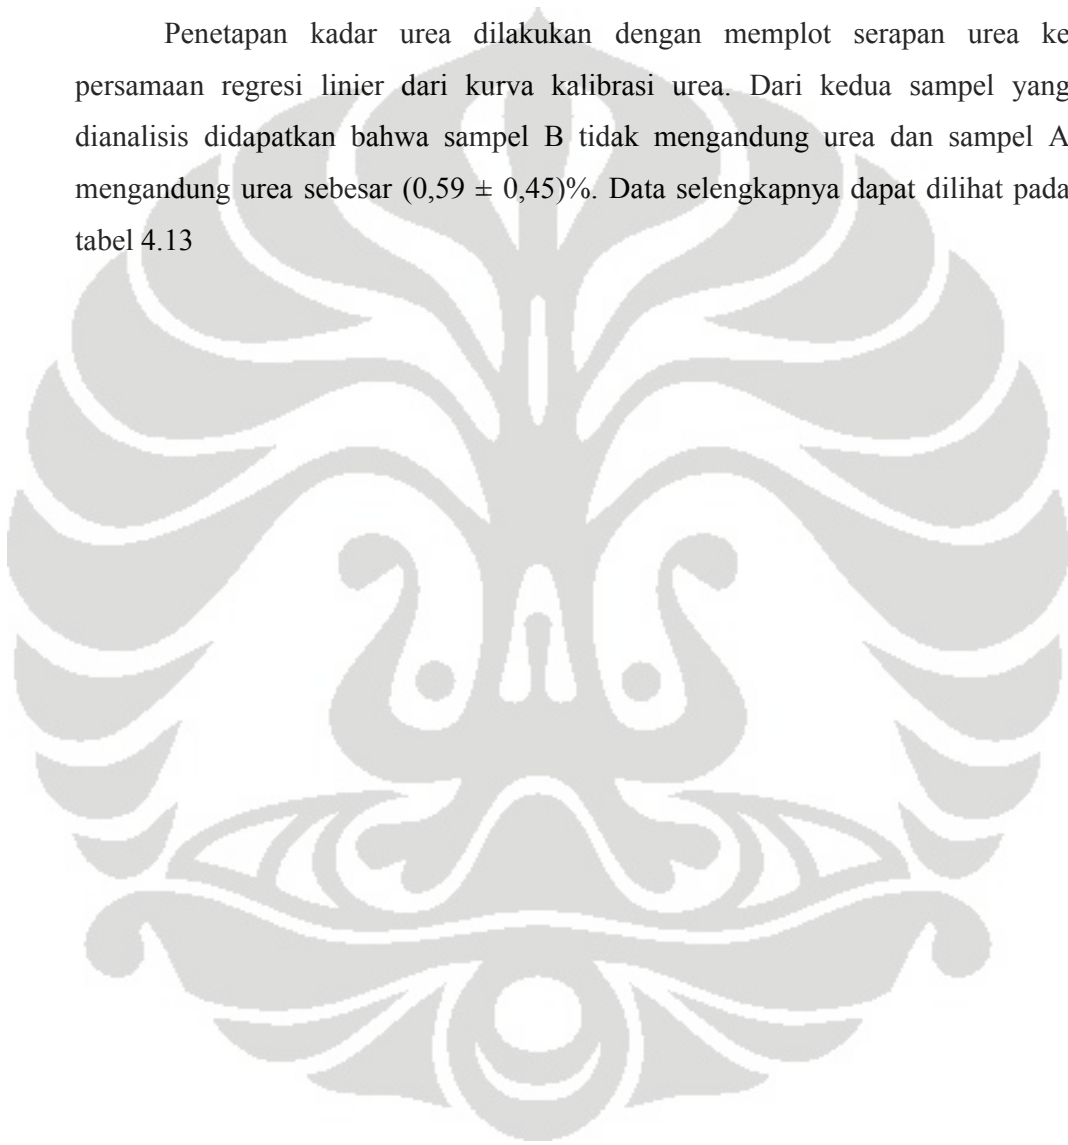 Penetapan kadar urea dilakukan dengan memplot serapan urea ke
persamaan regresi linier dari kurva kalibrasi urea. Dari kedua sampel yang
dianalisis didapatkan bahwa sampel B tidak mengandung urea dan sampel A
mengandung urea sebesar (0,59 ± 0,45)%. Data selengkapnya dapat dilihat pada
tabel 4.13